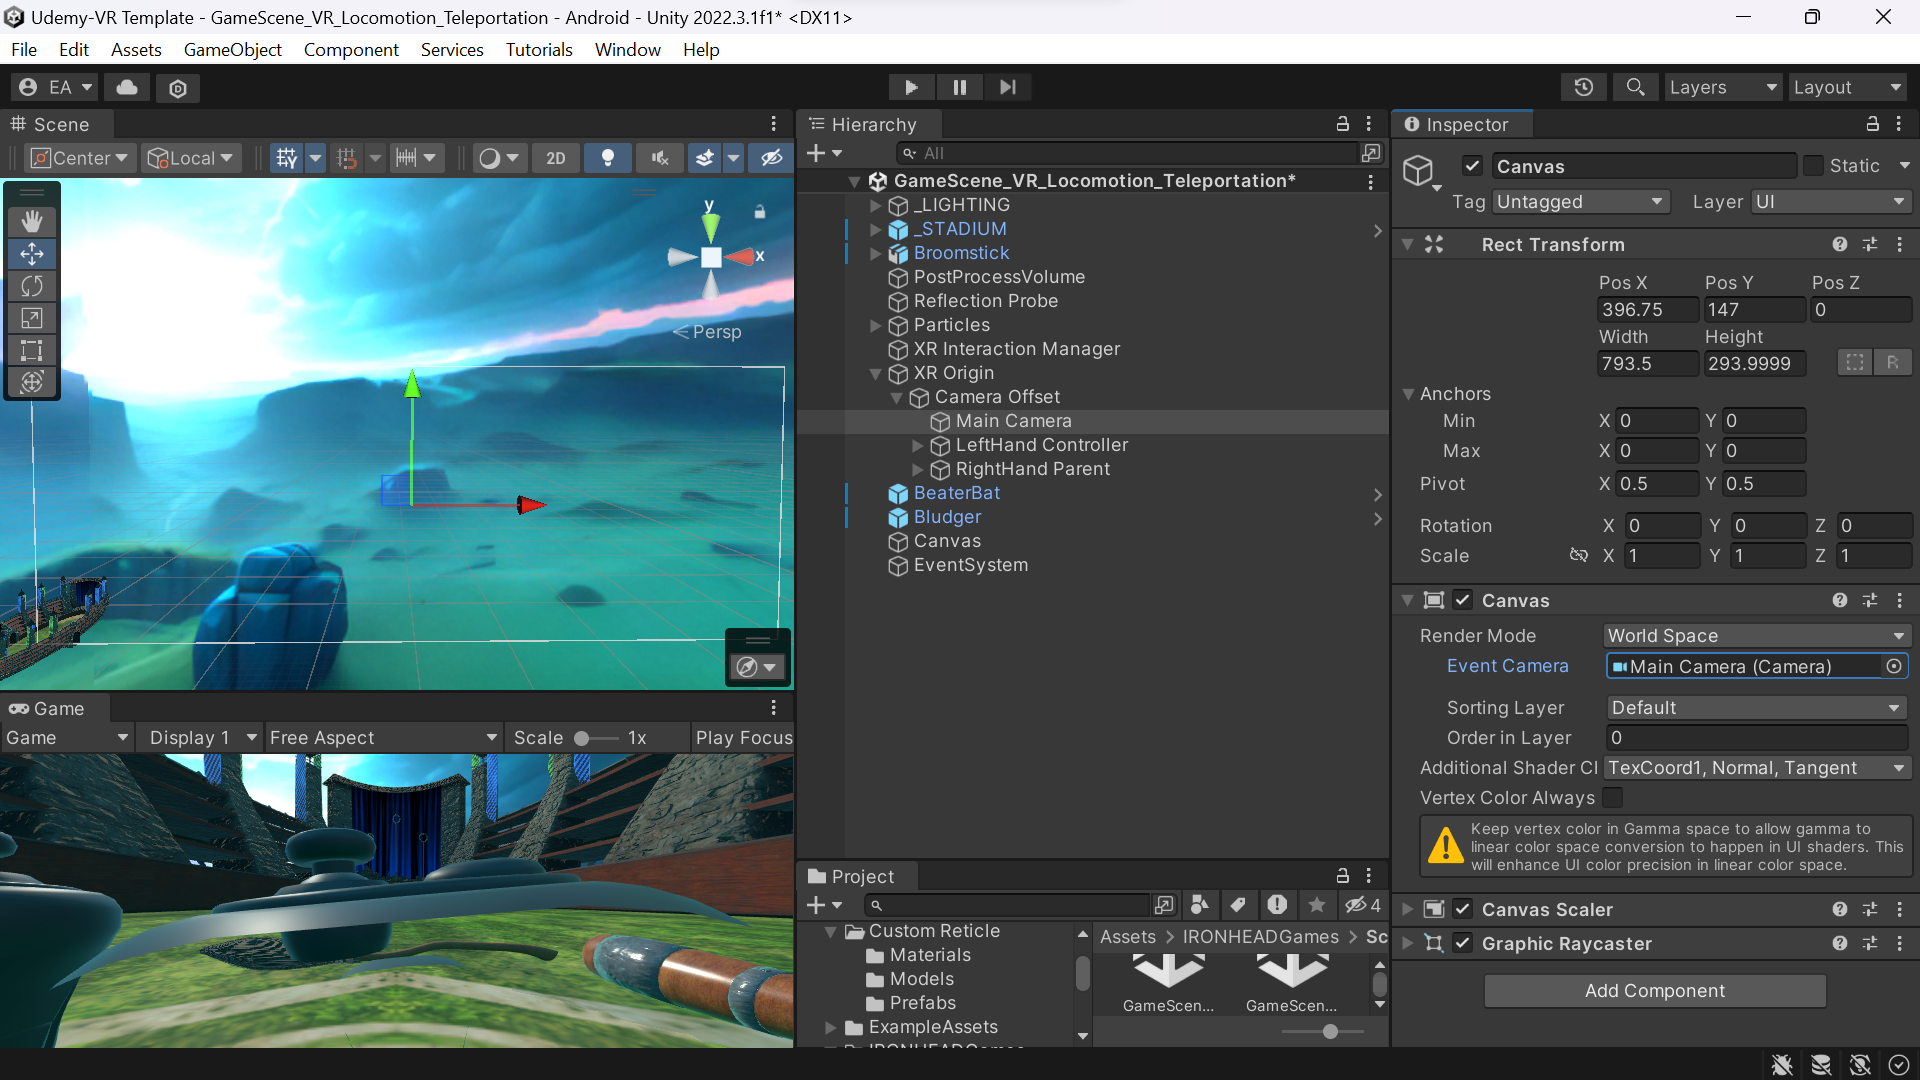 Udemy-VR Template - GameScene_VR_Locomotion_Teleportation - Android - Unity 2022.3.1f1* <DX11>
File Edit Assets GameObject Component Services Tutorials Window Help
EA
Layers
Layout
Scene
Center
Local
2D
y
x
Persp
Game
Game
Display 1
Free Aspect
Scale
1x
Play Focus
Hierarchy
All
GameScene_VR_Locomotion_Teleportation*
_LIGHTING
_STADIUM
Broomstick
PostProcessVolume
Reflection Probe
Particles
XR Interaction Manager
XR Origin
Camera Offset
Main Camera
LeftHand Controller
RightHand Parent
BeaterBat
Bludger
Canvas
EventSystem
Project
4
Custom Reticle
Materials
Models
Prefabs
ExampleAssets
Assets > IRONHEADGames > Sc
GameScen...
GameScen...
Inspector
Canvas
Static
Tag Untagged
Layer UI
Rect Transform
Pos X Pos Y Pos Z
396.75 147 0
Width Height
793.5 293.9999
R
Anchors
Min X 0 Y 0
Max X 0 Y 0
Pivot X 0.5 Y 0.5
Rotation X 0 Y 0 Z 0
Scale X 1 Y 1 Z 1
Canvas
Render Mode World Space
Event Camera Main Camera (Camera)
Sorting Layer Default
Order in Layer 0
Additional Shader Cl TexCoord1, Normal, Tangent
Vertex Color Always
Keep vertex color in Gamma space to allow gamma to
linear color space conversion to happen in UI shaders. This
will enhance UI color precision in linear color space.
Canvas Scaler
Graphic Raycaster
Add Component